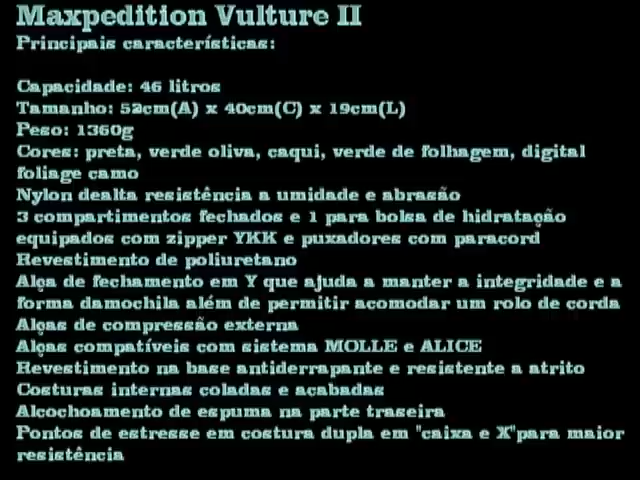 Maxpedition Vulture II
Principais características:
Capacidade: 46 litros
Tamanho: 52cm(A) x 40cm(C) x 19cm(L)
Peso: 1360g
Cores: preta, verde oliva, caqui, verde de folhagem, digital
foliage camo
Nylon dealta resistência a umidade e abrasão
3 compartimentos fechados e 1 para bolsa de hidratação
equipados com zipper YKK e puxadores com paracord
Revestimento de poliuretano
Alça de fechamento em Y que ajuda a manter a integridade e a
forma damochila além de permitir acomodar um rolo de corda
Alças de compressão externa
Alças compatíveis com sistema MOLLE e ALICE
Revestimento na base antiderrapante e resistente a atrito
Costuras internas coladas e acabadas
Alcochoamento de espuma na parte traseira
Pontos de estresse em costura dupla em "caixa e X"para maior
resistência